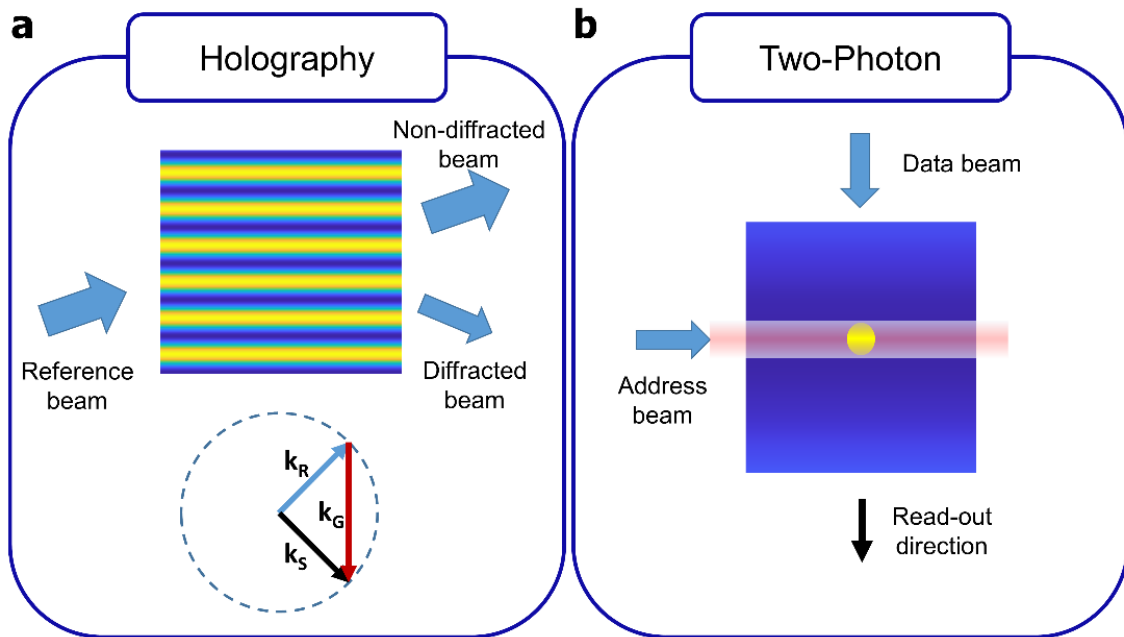 a
Holography
Non-diffracted
beam
Reference
beam
Diffracted
beam
kR
kG
kS
b
Two-Photon
Data beam
Address
beam
Read-out
direction